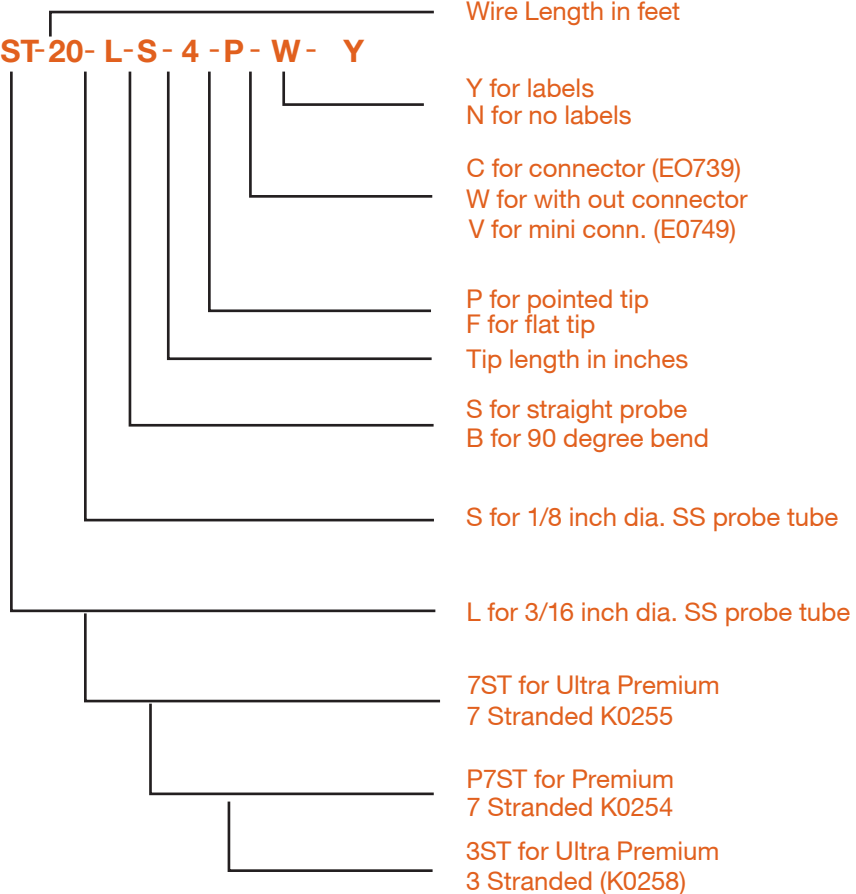 Wire Length in feet
ST-20- L-S-4 -P- W- Y
Y for labels
N for no labels
C for connector (EO739)
W for with out connector
V for mini conn. (E0749)
P for pointed tip
F for flat tip
Tip length in inches
S for straight probe
B for 90 degree bend
S for 1/8 inch dia. SS probe tube
L for 3/16 inch dia. SS probe tube
7ST for Ultra Premium
7 Stranded K0255
P7ST for Premium
7 Stranded K0254
3ST for Ultra Premium
3 Stranded (K0258)